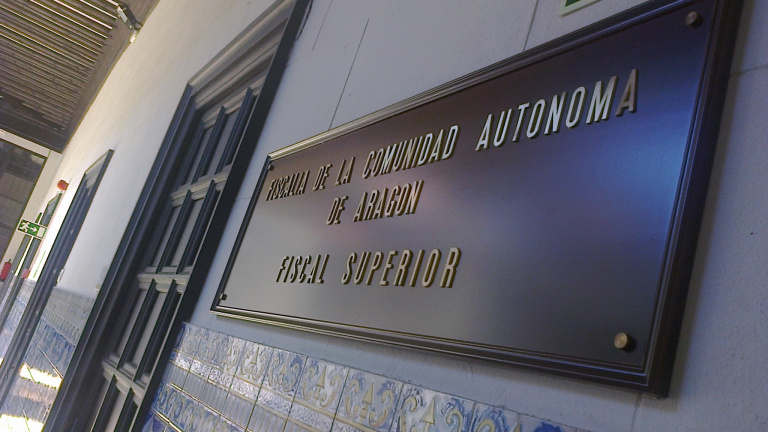 FISCALIA DE LA COMUNIDAD AUTONOMA
DE ARAGON
FISCAL SUPERIOR